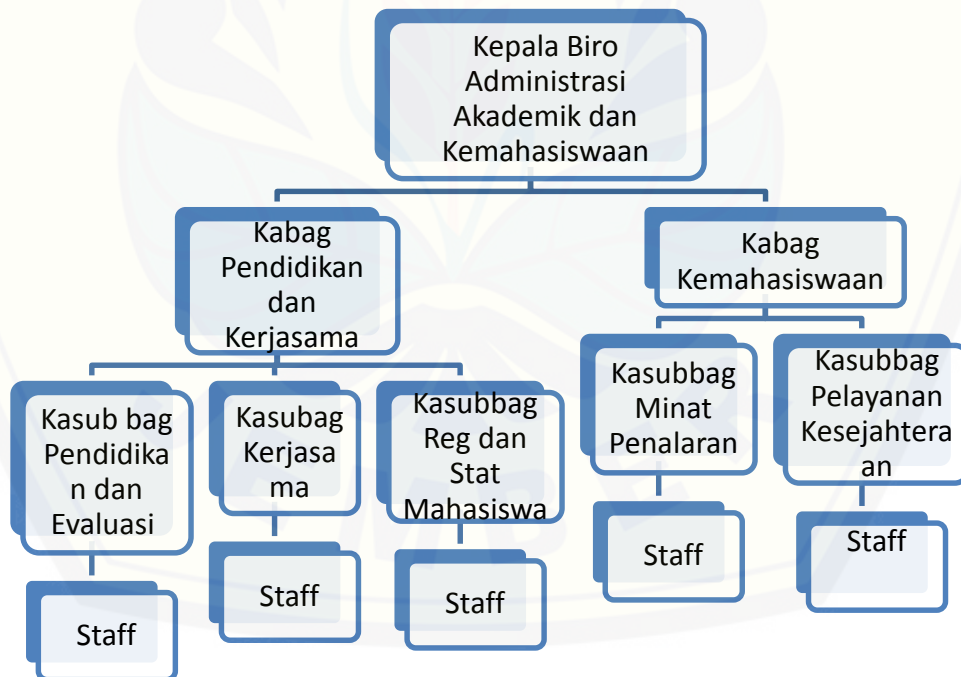 Kepala Biro
Administrasi
Akademik dan
Kemahasiswaan
Kabag
Pendidikan
dan
Kerjasama
Kabag
Kemahasiswaan
Kasub bag
Pendidika
n dan
Evaluasi
Kasubag
Kerjasa
ma
Kasubbag
Reg dan
Stat
Mahasiswa
Kasubbag
Minat
Penalaran
Kasubbag
Pelayanan
Kesejahtera
an
Staff
Staff
Staff
Staff
Staff